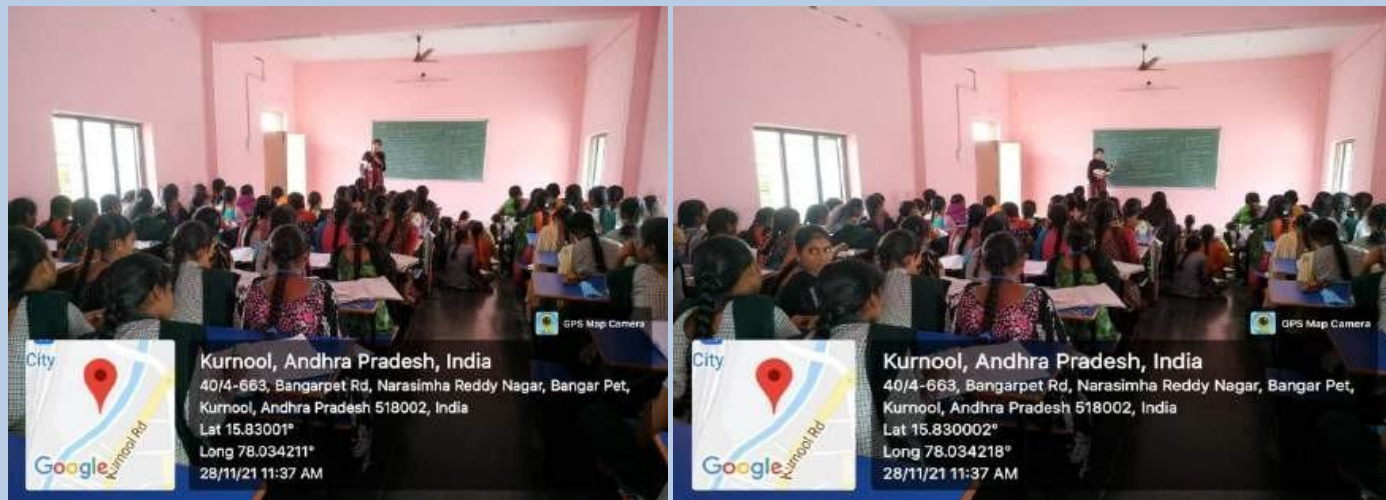 GPS Map Camera
City
Kurnool Rd
Google
Kurnool, Andhra Pradesh, India
40/4-663, Bangarpet Rd, Narasimha Reddy Nagar, Bangar Pet,
Kurnool, Andhra Pradesh 518002, India
Lat 15.83001°
Long 78.034211°
28/11/21 11:37 AM
GPS Map Camera
City
Kurnool Rd
Google
Kurnool, Andhra Pradesh, India
40/4-663, Bangarpet Rd, Narasimha Reddy Nagar, Bangar Pet,
Kurnool, Andhra Pradesh 518002, India
Lat 15.830002°
Long 78.034218°
28/11/21 11:37 AM